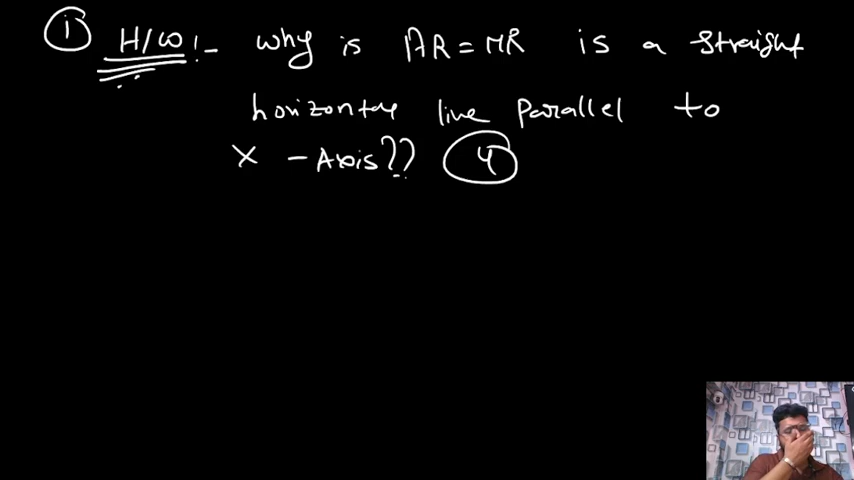 1 H/W:- why is AR = MR is a straight
horizontal line parallel to
X - Axis?? 4